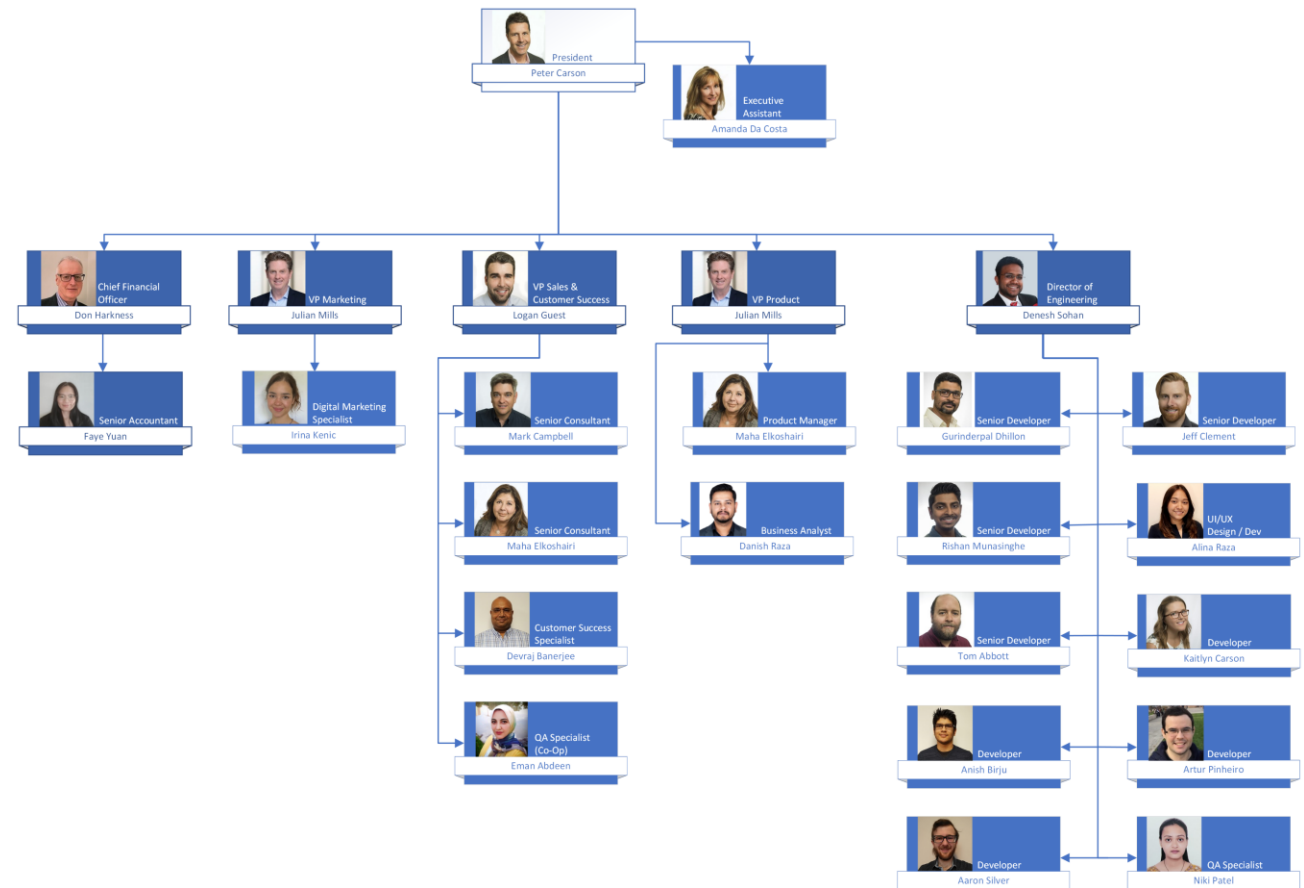 President
Peter Carson
Executive
Assistant
Amanda Da Costa
Chief Financial
Officer
Don Harkness
VP Marketing
Julian Mills
VP Sales &
Customer Success
Logan Guest
VP Product
Julian Mills
Director of
Engineering
Denesh Sohan
Senior Accountant
Faye Yuan
Digital Marketing
Specialist
Irina Kenic
Senior Consultant
Mark Campbell
Product Manager
Maha Elkoshairi
Senior Developer
Gurinderpal Dhillon
Senior Developer
Jeff Clement
Senior Consultant
Maha Elkoshairi
Business Analyst
Danish Raza
Senior Developer
Rishan Munasinghe
UI/UX
Design / Dev
Alina Raza
Customer Success
Specialist
Devraj Banerjee
Senior Developer
Tom Abbott
Developer
Kaitlyn Carson
QA Specialist
(Co-Op)
Eman Abdeen
Developer
Anish Birju
Developer
Artur Pinheiro
Developer
Aaron Silver
QA Specialist
Niki Patel